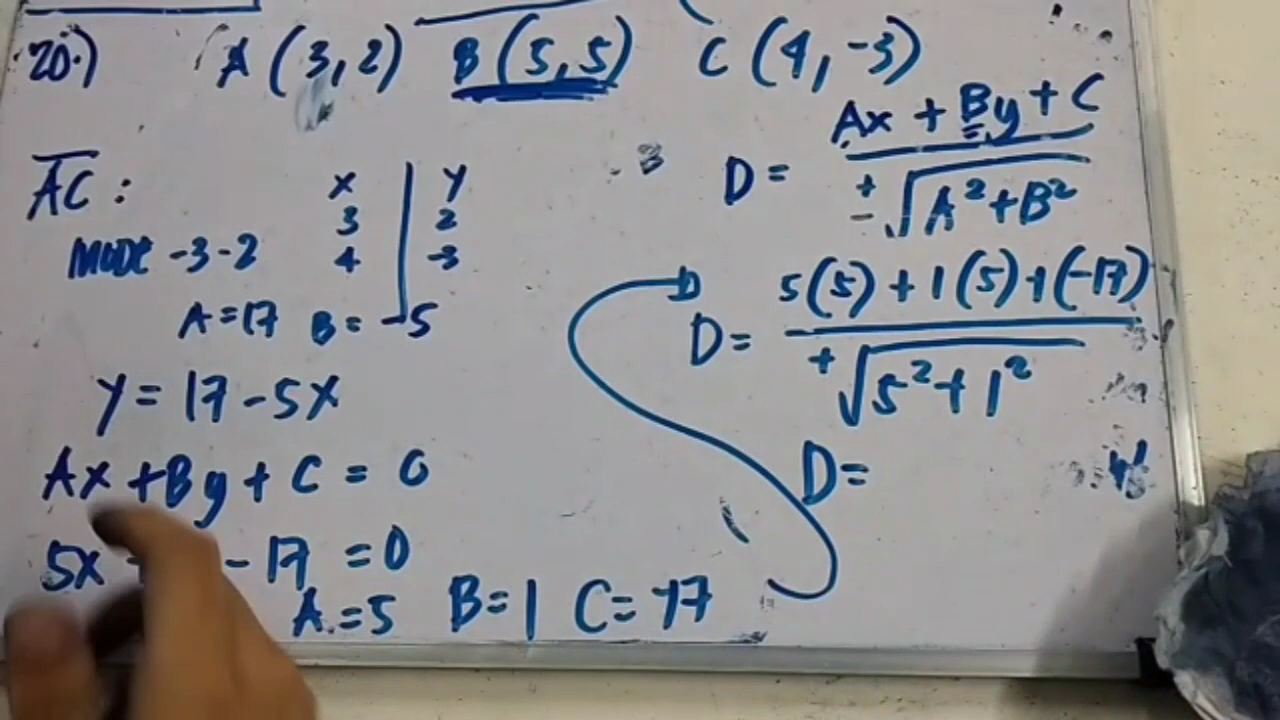 20.) A (3,2) B (5,5) C (4,-3)
AC :
x | y
3 | 2
4 | -3
MODE -3-2
A=17 B=-5
y = 17 -5x
Ax + By + C = 0
5x - 17 = 0
A = 5 B=1 C=-17
D = Ax + By + C
± √A²+B²
D = 5(5) + 1(5) + (-17)
+ √5²+1²
D=